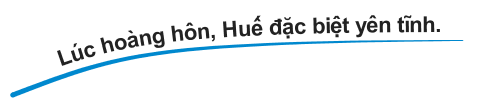 Lúc hoàng hôn, Huế đặc biệt yên tĩnh.